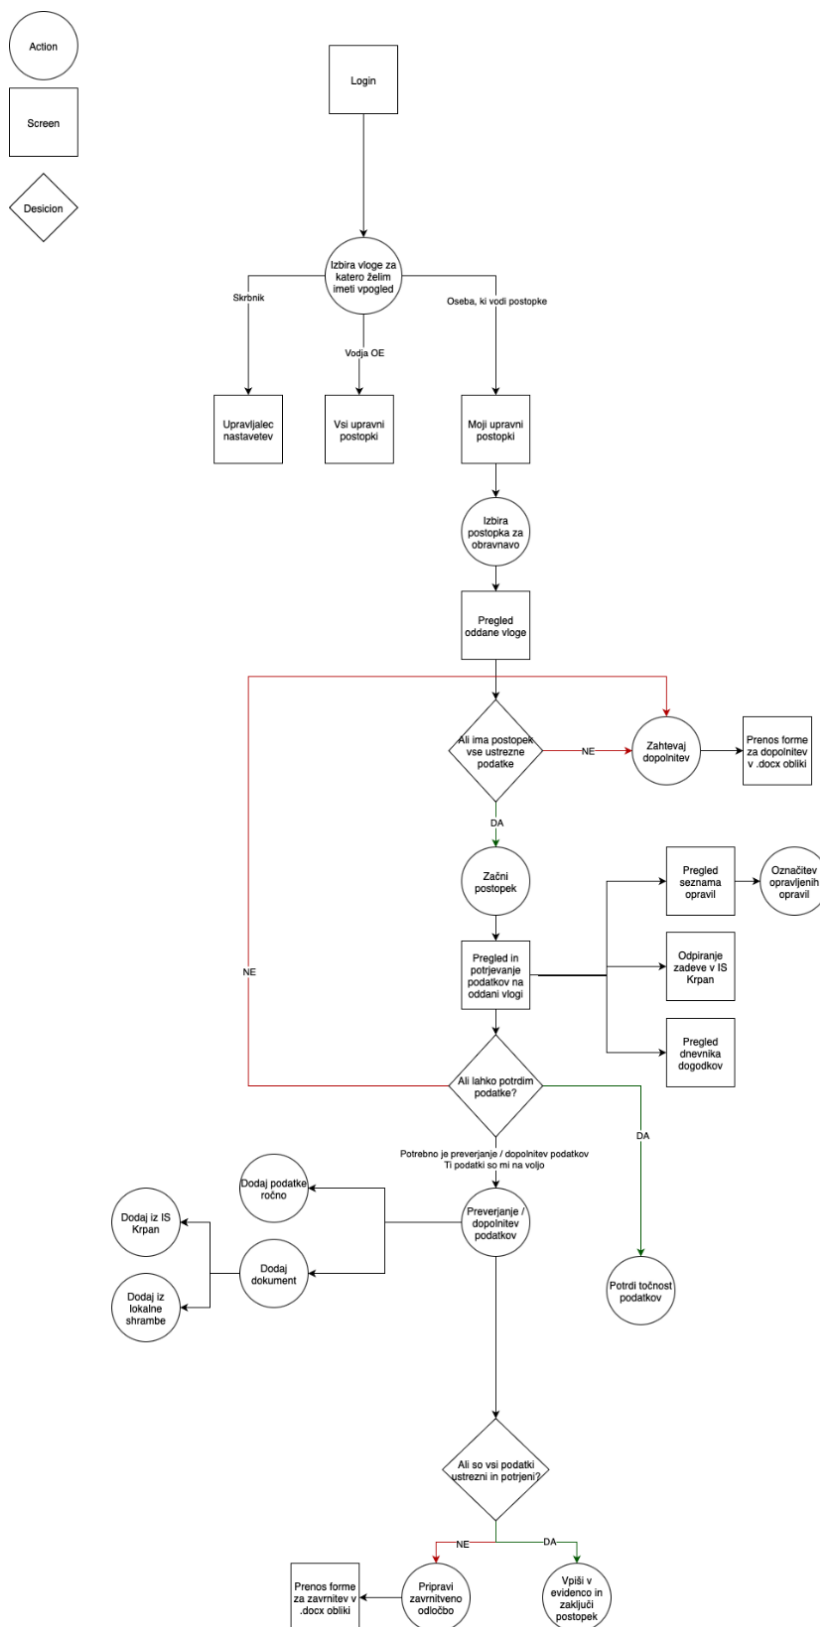 Action
Login
Screen
Desicion
Izbira vloge za
katero želim
imeti vpogled
Skrbnik
Oseba, ki vodi postopke
Vodja OE
Upravljalec
nastavetev
Vsi upravni
postopki
Moji upravni
postopki
Izbira
postopka za
obravnavo
Pregled
oddane vloge
Ali ima postopek
vse ustrezne
podatke
NE
Zahtevaj
dopolnitev
Prenos forme
za dopolnitev
v .docx obliki
DA
Začni
postopek
Pregled
seznama
opravil
Označitev
opravljenih
opravil
Pregled in
potrjevanje
podatkov na
oddani vlogi
Odpiranje
zadeve v IS
Krpan
NE
Pregled
dnevnika
dogodkov
Ali lahko potrdim
podatke?
DA
Potrebno je preverjanje / dopolnitev podatkov
Ti podatki so mi na voljo
Dodaj podatke
ročno
Dodaj iz IS
Krpan
Preverjanje /
dopolnitev
podatkov
Dodaj
dokument
Dodaj iz
lokalne
shrambe
Potrdi točnost
podatkov
Ali so vsi podatki
ustrezni in potrjeni?
NE
DA
Prenos forme
za zavrnitev v
.docx obliki
Pripravi
zavrnitveno
odločbo
Vpiši v
evidenco in
zaključi
postopek